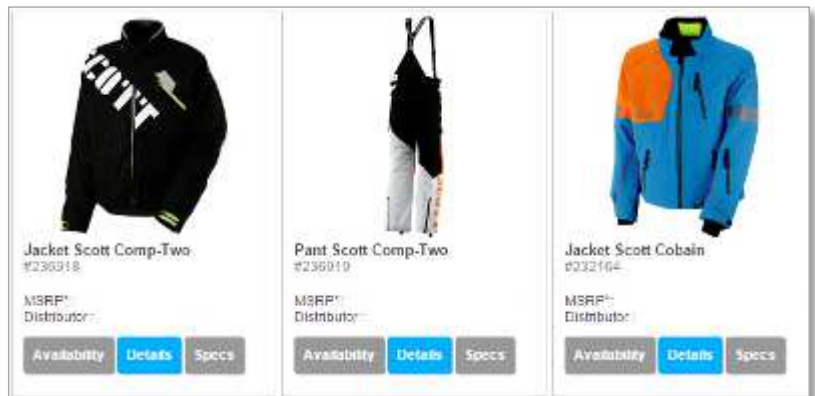 SCOTT
Jacket Scott Comp-Two
#236918
MSRP*:
Distributor:
Availability Details Specs
Pant Scott Comp-Two
#236919
MSRP*:
Distributor:
Availability Details Specs
Jacket Scott Cobain
#232164
MSRP*:
Distributor:
Availability Details Specs